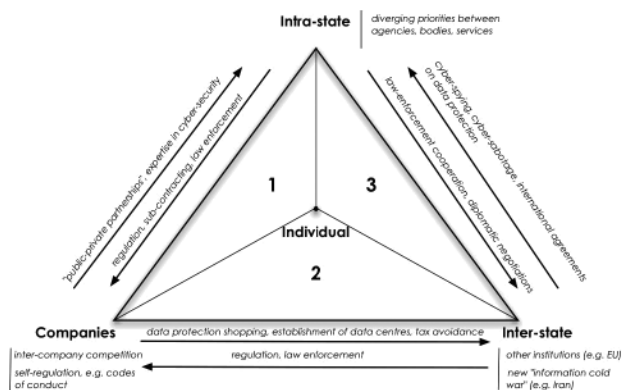 Intra-state
diverging priorities between
agencies, bodies, services
"public-private partnerships", expertise in cyber-security
regulation, sub-contracting, law enforcement
cyber-spying, cyber-sabotage, international agreements
on data protection
law-enforcement cooperation, diplomatic negotiations
1
3
Individual
2
Companies
data protection shopping, establishment of data centres, tax avoidance
Inter-state
inter-company competition
regulation, law enforcement
other institutions (e.g. EU)
self-regulation, e.g. codes
of conduct
new "information cold
war" (e.g. Iran)